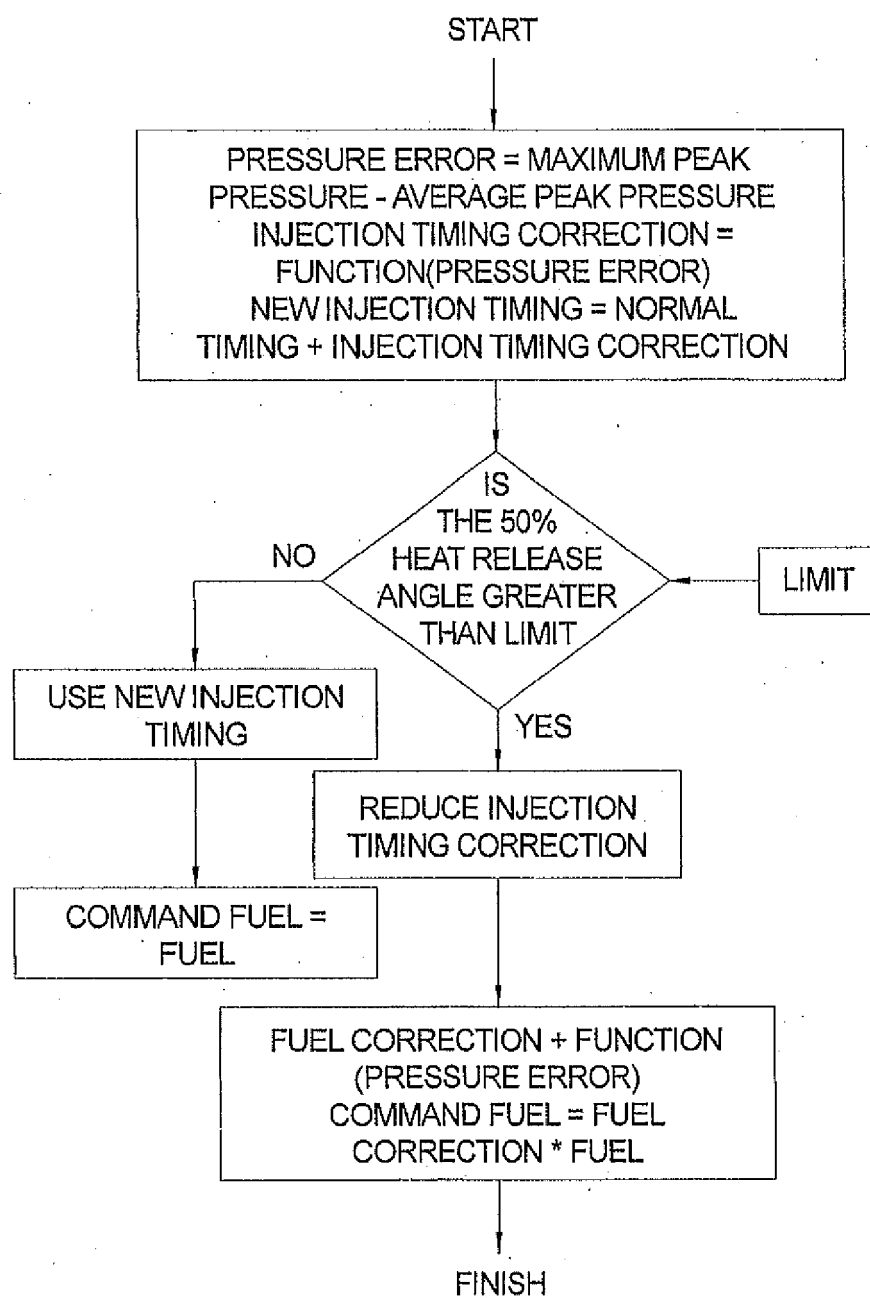 START
PRESSURE ERROR = MAXIMUM PEAK
PRESSURE - AVERAGE PEAK PRESSURE
INJECTION TIMING CORRECTION =
FUNCTION(PRESSURE ERROR)
NEW INJECTION TIMING = NORMAL
TIMING + INJECTION TIMING CORRECTION
IS
THE 50%
HEAT RELEASE
ANGLE GREATER
THAN LIMIT
NO
LIMIT
USE NEW INJECTION
TIMING
YES
REDUCE INJECTION
TIMING CORRECTION
COMMAND FUEL =
FUEL
FUEL CORRECTION + FUNCTION
(PRESSURE ERROR)
COMMAND FUEL = FUEL
CORRECTION * FUEL
FINISH